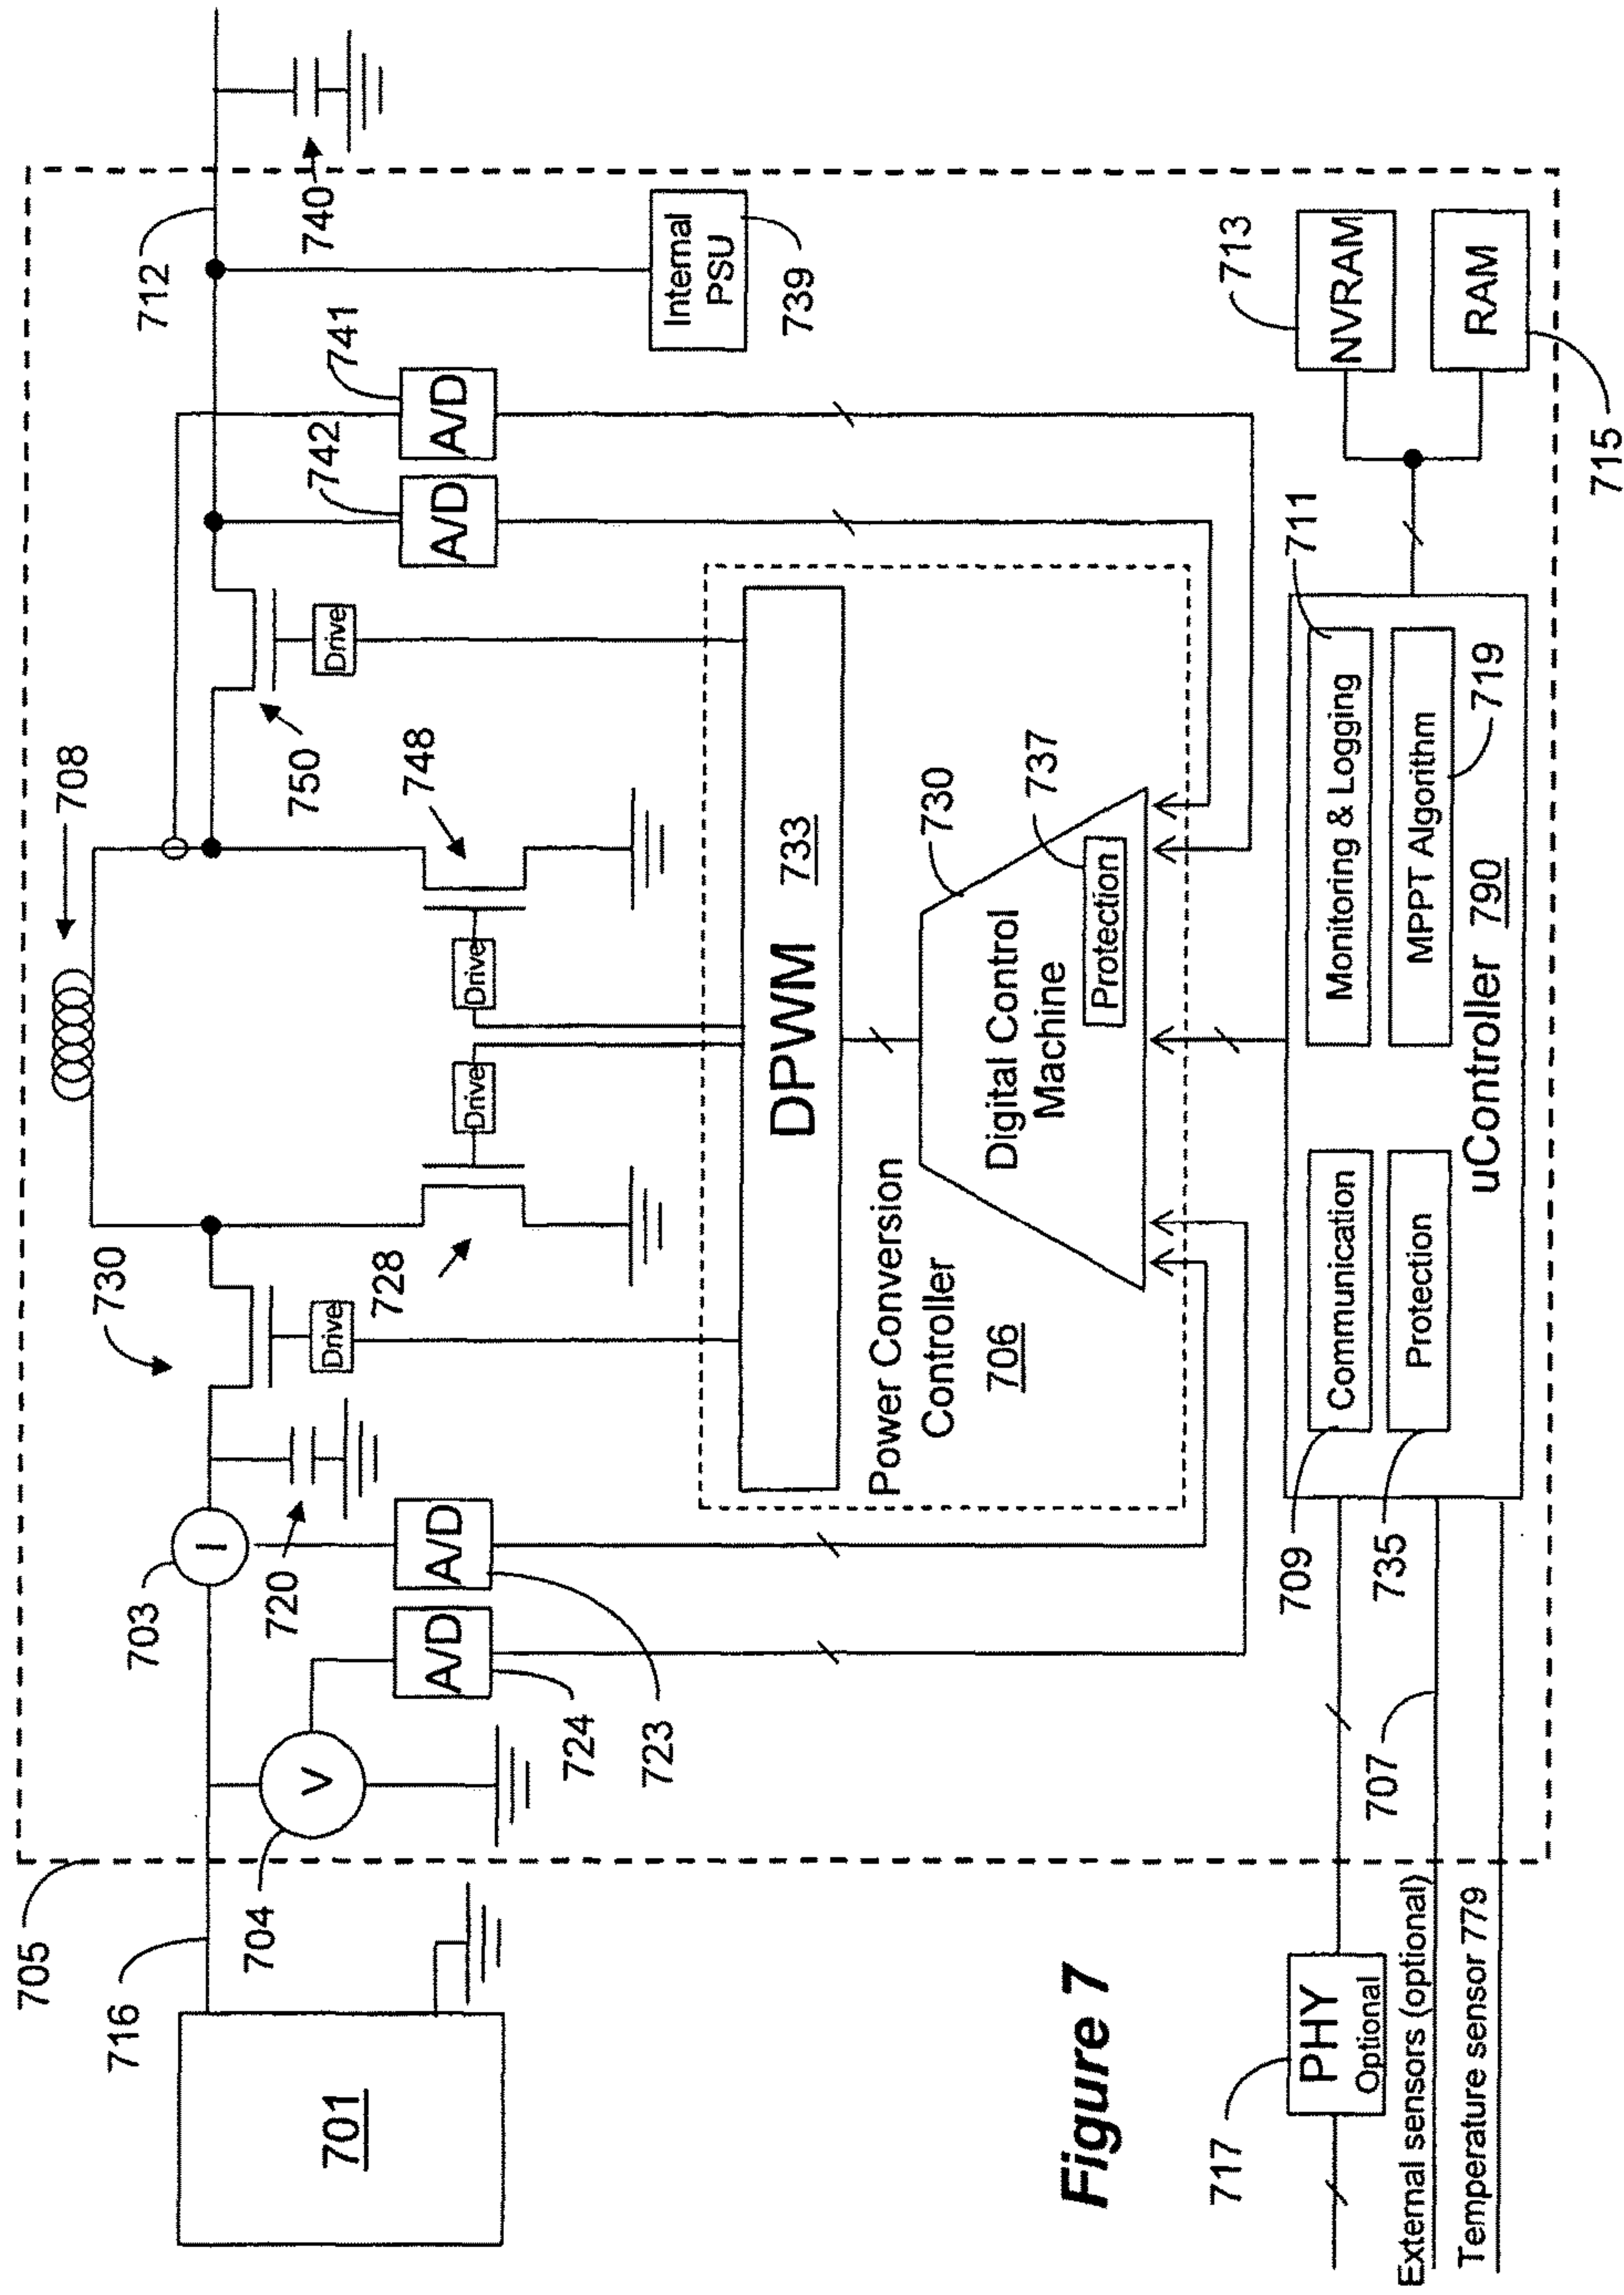 705
716
701
704
703
I
V
720
A/D
A/D
724
723
730
Drive
728
Drive
708
Drive
748
750
Drive
742
A/D
741
A/D
712
740
Internal
PSU
739
DPWM
733
Power Conversion
Controller
706
Digital Control
Machine
730
737
Protection
709
Communication
735
Protection
Monitoring & Logging
711
MPPT Algorithm
719
uController 790
713
NVRAM
RAM
715
717
PHY
Optional
707
External sensors (optional)
Temperature sensor 779
Figure 7